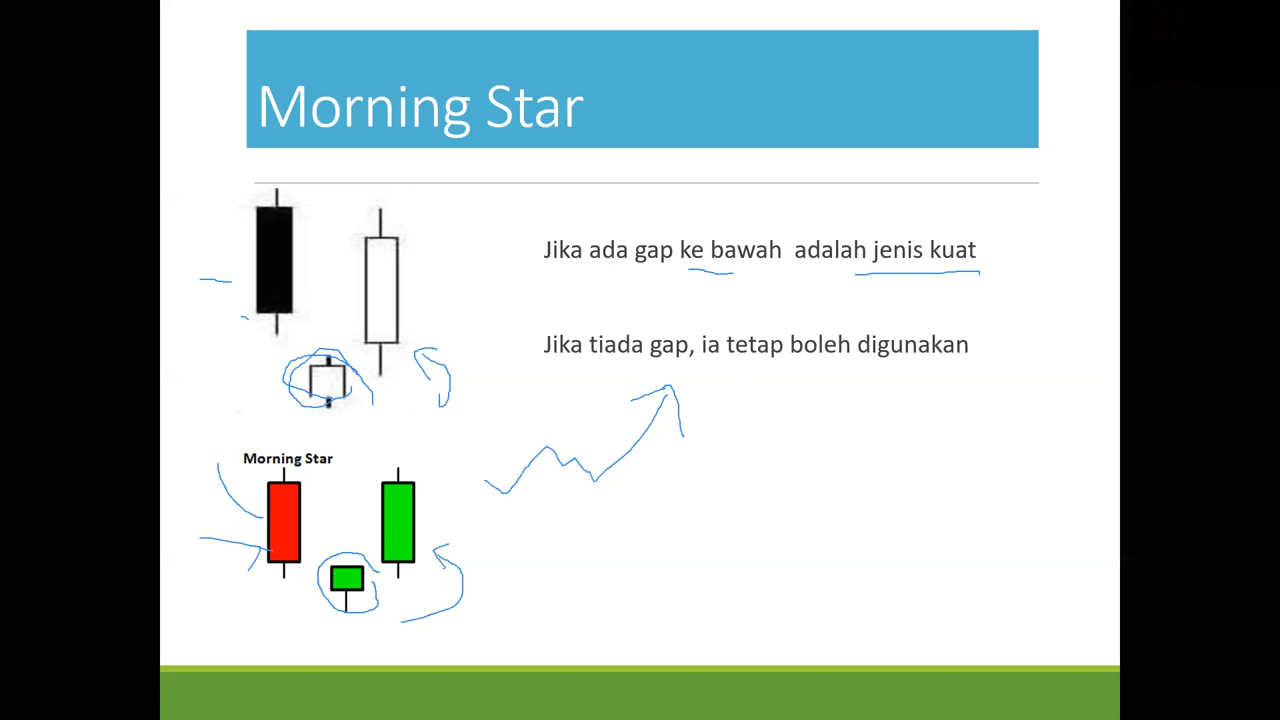 Morning Star
Jika ada gap ke bawah  adalah jenis kuat
Jika tiada gap, ia tetap boleh digunakan
Morning Star